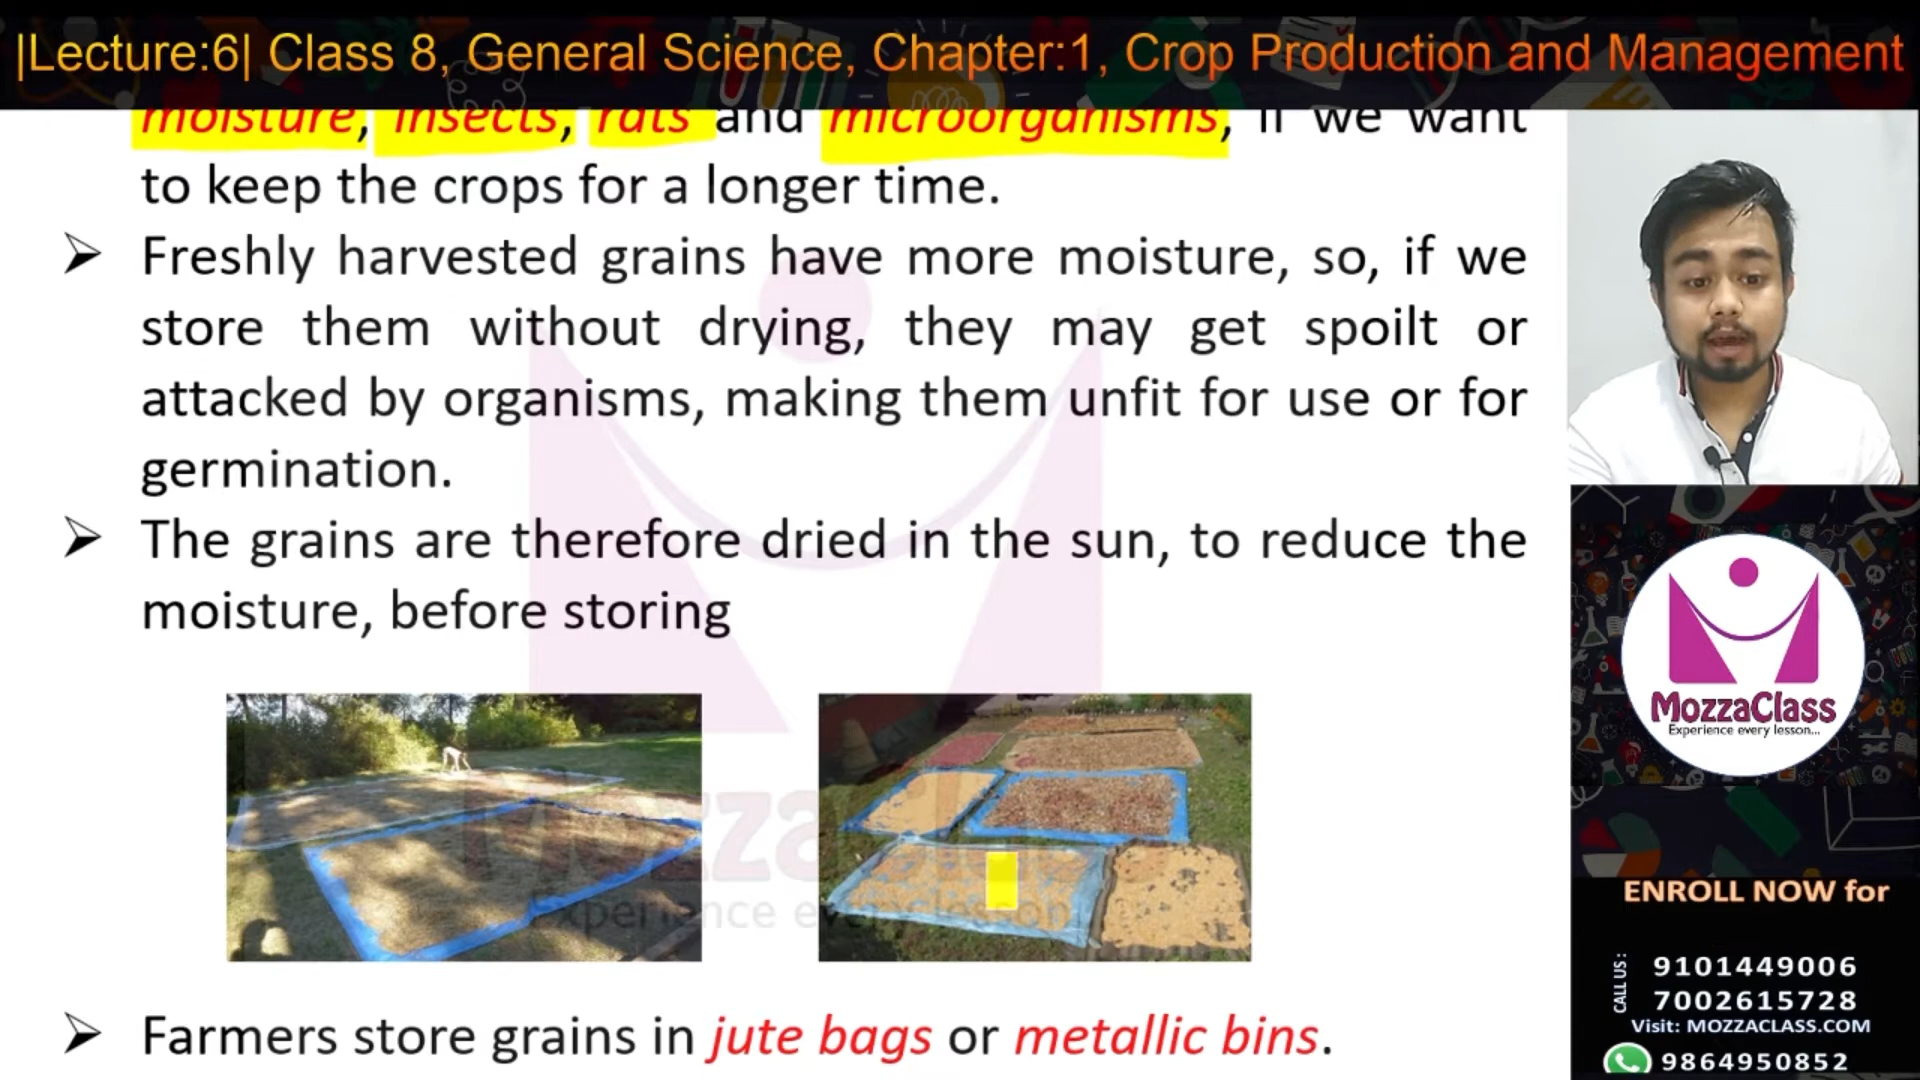 |Lecture:6| Class 8, General Science, Chapter:1, Crop Production and Management
moisture, insects, rats and microorganisms, if we want
to keep the crops for a longer time.
➢ Freshly harvested grains have more moisture, so, if we
store them without drying, they may get spoilt or
attacked by organisms, making them unfit for use or for
germination.
➢ The grains are therefore dried in the sun, to reduce the
moisture, before storing
➢ Farmers store grains in jute bags or metallic bins.
MozzaClass
Experience every lesson...
MozzaClass
Experience every lesson...
ENROLL NOW for
CALL US :
9101449006
7002615728
Visit: MOZZACLASS.COM
9864950852